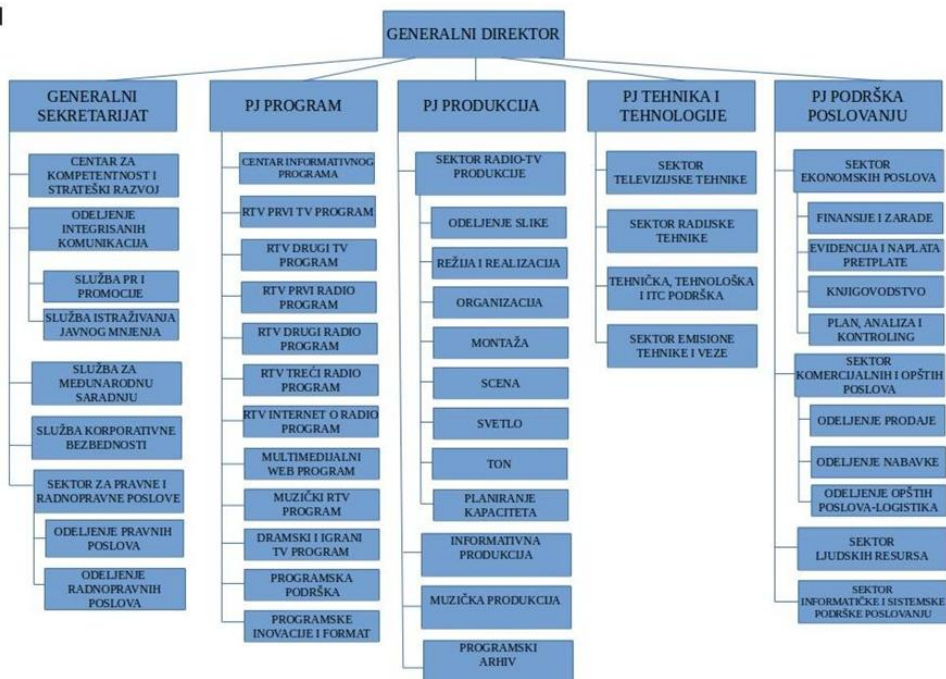 GENERALNI DIREKTOR
GENERALNI
SEKRETARIJAT
CENTAR ZA
KOMPETENTNOST I
STRATEŠKI RAZVOJ
ODELJENJE
INTEGRISANIH
KOMUNIKACIJA
SLUŽBA PR I
PROMOCIJE
SLUŽBA ISTRAŽIVANJA
JAVNOG MNJENJA
SLUŽBA ZA
MEĐUNARODNU
SARADNJU
SLUŽBA KORPORATIVNE
BEZBEDNOSTI
SEKTOR ZA PRAVNE I
RADNOPRAVNE POSLOVE
ODELJENJE PRAVNIH
POSLOVA
ODELJENJE
RADNOPRAVNIH
POSLOVA
PJ PROGRAM
CENTAR INFORMATIVNOG
PROGRAMA
RTV PRVI TV PROGRAM
RTV DRUGI TV
PROGRAM
RTV PRVI RADIO
PROGRAM
RTV DRUGI RADIO
PROGRAM
RTV TREĆI RADIO
PROGRAM
RTV INTERNET O RADIO
PROGRAM
MULTIMEDIJALNI
WEB PROGRAM
MUZIČKI RTV
PROGRAM
DRAMSKI I IGRANI
TV PROGRAM
PROGRAMSKA
PODRŠKA
PROGRAMSKE
INOVACIJE I FORMAT
PJ PRODUKCIJA
SEKTOR RADIO-TV
PRODUKCIJE
ODELJENJE SLIKE
REŽIJA I REALIZACIJA
ORGANIZACIJA
MONTAŽA
SCENA
SVETLO
TON
PLANIRANJE
KAPACITETA
INFORMATIVNA
PRODUKCIJA
MUZIČKA PRODUKCIJA
PROGRAMSKI
ARHIV
PJ TEHNIKA I
TEHNOLOGIJE
SEKTOR
TELEVIZIJSKE TEHNIKE
SEKTOR RADIJSKE
TEHNIKE
TEHNIČKA, TEHNOLOŠKA
I ITC PODRŠKA
SEKTOR EMISIONE
TEHNIKE I VEZE
PJ PODRŠKA
POSLOVANJU
SEKTOR
EKONOMSKIH POSLOVA
FINANSIJE I ZARADE
EVIDENCIJA I NAPLATA
PRETPLATE
KNJIGOVODSTVO
PLAN, ANALIZA I
KONTROLING
SEKTOR
KOMERCIJALNIH I OPŠTIH
POSLOVA
ODELJENJE PRODAJE
ODELJENJE NABAVKE
ODELJENJE OPŠTIH
POSLOVA-LOGISTIKA
SEKTOR
LJUDSKIH RESURSA
SEKTOR
INFORMATIČKE I SISTEMSKE
PODRŠKE POSLOVANJU